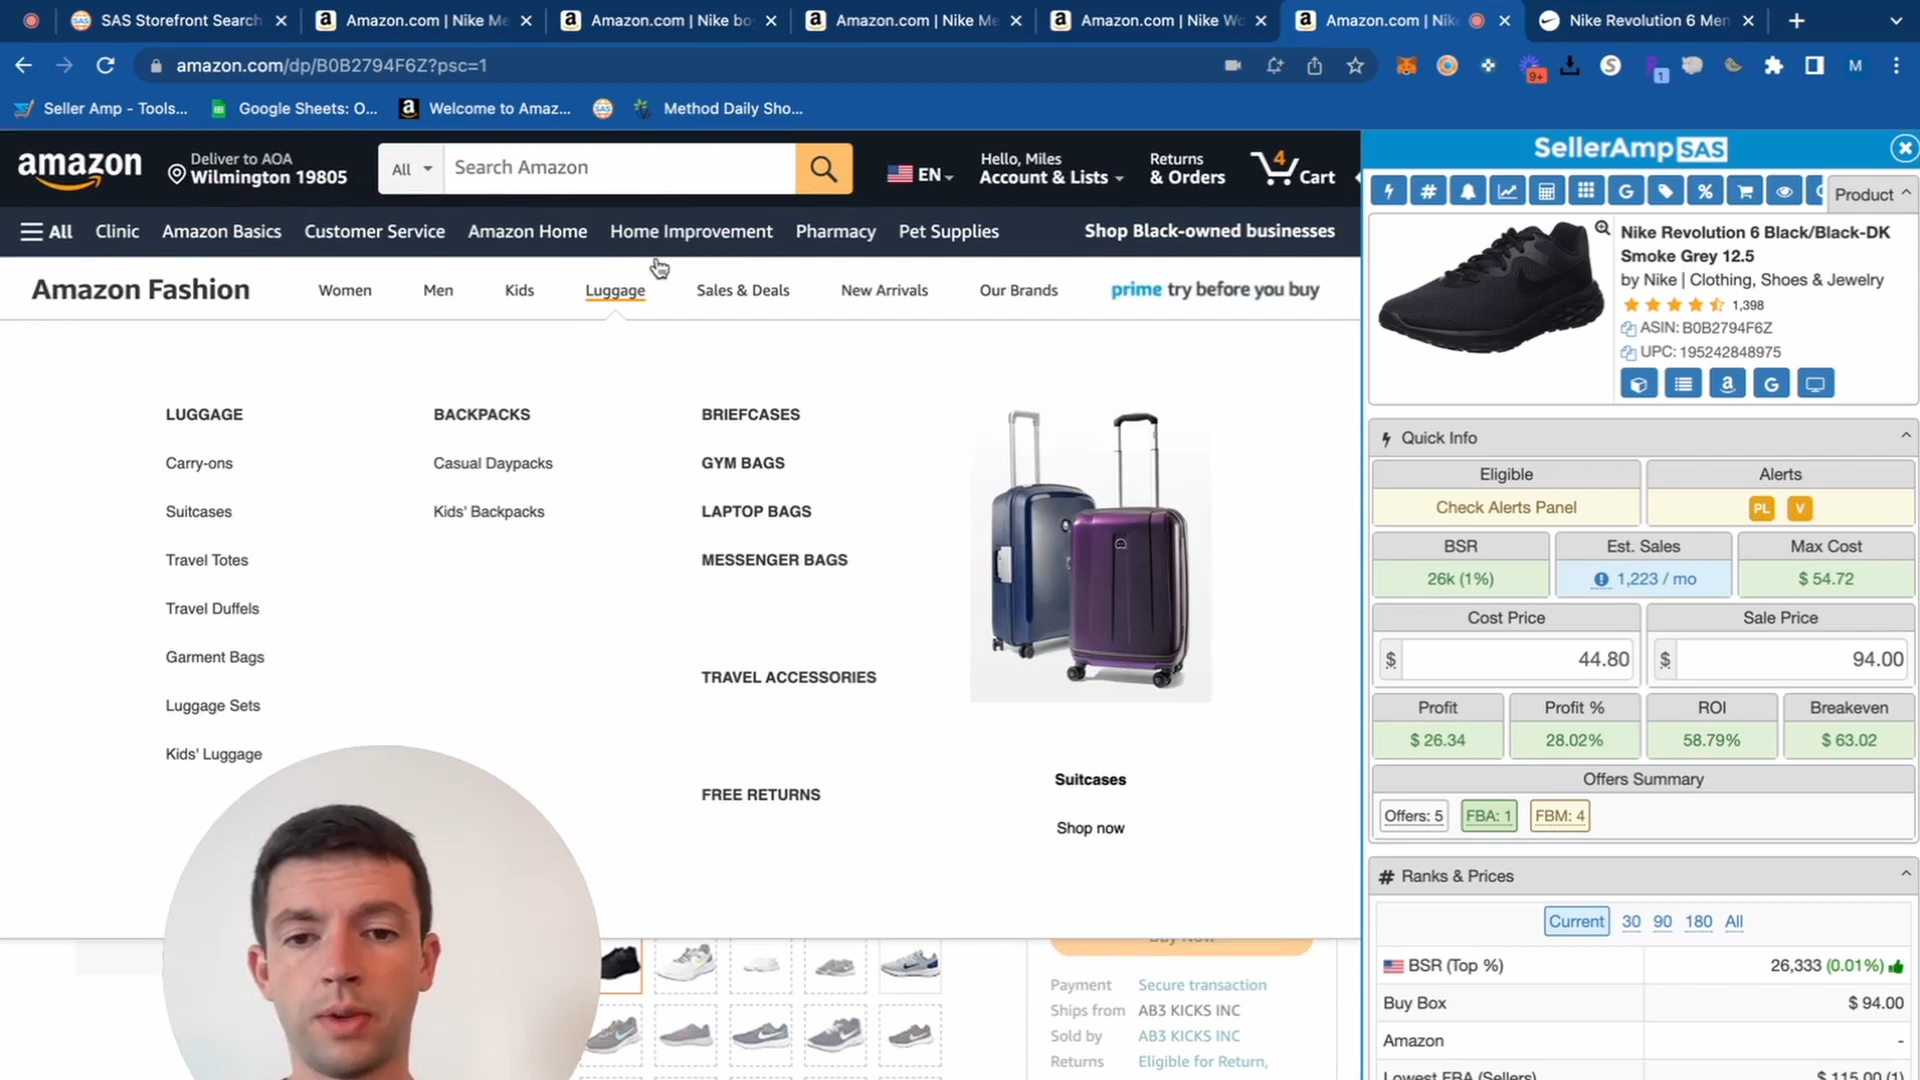 SAS Storefront Search
Amazon.com | Nike Me
Amazon.com | Nike bo
Amazon.com | Nike Me
Amazon.com | Nike Wo
Amazon.com | Nik
Nike Revolution 6 Men
amazon.com/dp/B0B2794F6Z?psc=1
9+
1
M
Seller Amp - Tools...
Google Sheets: O...
Welcome to Amaz...
Method Daily Sho...
amazon
Deliver to AOA
Wilmington 19805
All
Search Amazon
EN
Hello, Miles
Account & Lists
Returns
& Orders
4
Cart
All
Clinic
Amazon Basics
Customer Service
Amazon Home
Home Improvement
Pharmacy
Pet Supplies
Shop Black-owned businesses
Amazon Fashion
Women
Men
Kids
Luggage
Sales & Deals
New Arrivals
Our Brands
prime try before you buy
LUGGAGE
Carry-ons
Suitcases
Travel Totes
Travel Duffels
Garment Bags
Luggage Sets
Kids' Luggage
BACKPACKS
Casual Daypacks
Kids' Backpacks
BRIEFCASES
GYM BAGS
LAPTOP BAGS
MESSENGER BAGS
TRAVEL ACCESSORIES
FREE RETURNS
Suitcases
Shop now
Buy Now
Payment Secure transaction
Ships from AB3 KICKS INC
Sold by AB3 KICKS INC
Returns Eligible for Return,
SellerAmp SAS
Product
Nike Revolution 6 Black/Black-DK
Smoke Grey 12.5
by Nike | Clothing, Shoes & Jewelry
1,398
ASIN: B0B2794F6Z
UPC: 195242848975
Quick Info
Eligible
Alerts
Check Alerts Panel
PL V
BSR
Est. Sales
Max Cost
26k (1%)
1,223 / mo
$ 54.72
Cost Price
Sale Price
$ 44.80
$ 94.00
Profit
Profit %
ROI
Breakeven
$ 26.34
28.02%
58.79%
$ 63.02
Offers Summary
Offers: 5
FBA: 1
FBM: 4
# Ranks & Prices
Current 30 90 180 All
BSR (Top %) 26,333 (0.01%)
Buy Box $ 94.00
Amazon -
Lowest FBA (Sellers) $ 115.00 (1)